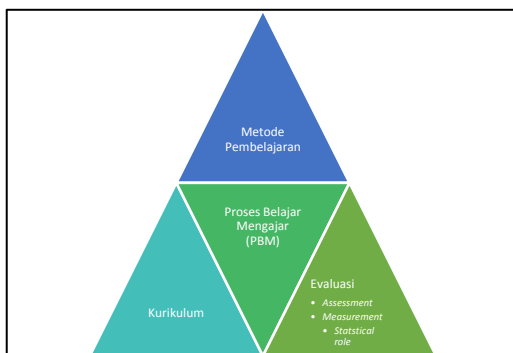 Metode
Pembelajaran
Proses Belajar
Mengajar
(PBM)
Kurikulum
Evaluasi
• Assessment
• Measurement
• Statstical
role